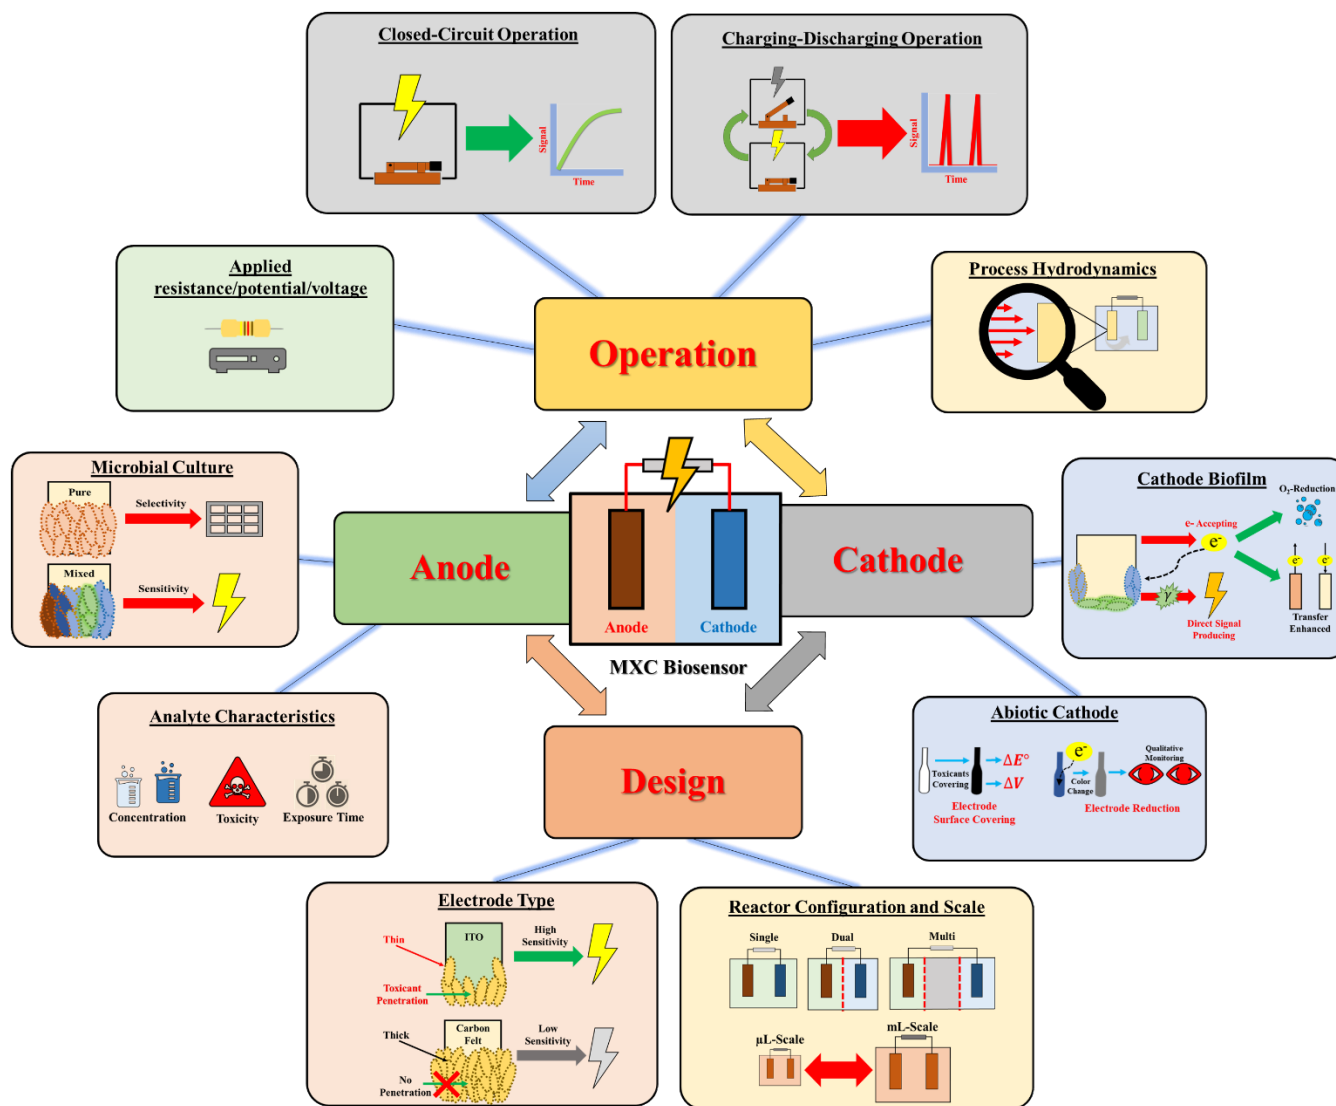 Closed-Circuit Operation
Signal
Time
Charging-Discharging Operation
Signal
Time
Applied
resistance/potential/voltage
Operation
Process Hydrodynamics
Microbial Culture
Pure
Selectivity
Mixed
Sensitivity
Anode
Anode
Cathode
MXC Biosensor
Cathode
Cathode Biofilm
O₂-Reduction
e- Accepting
e⁻
e⁻
e⁻
γ
Direct Signal
Producing
Transfer
Enhanced
Analyte Characteristics
Concentration
Toxicity
Exposure Time
Design
Abiotic Cathode
Toxicants
Covering
ΔE°
ΔV
Electrode
Surface Covering
e⁻
Color
Change
Qualitative
Monitoring
Electrode Reduction
Electrode Type
ITO
Thin
Toxicant
Penetration
High
Sensitivity
Carbon
Felt
Thick
No
Penetration
Low
Sensitivity
Reactor Configuration and Scale
Single
Dual
Multi
µL-Scale
mL-Scale